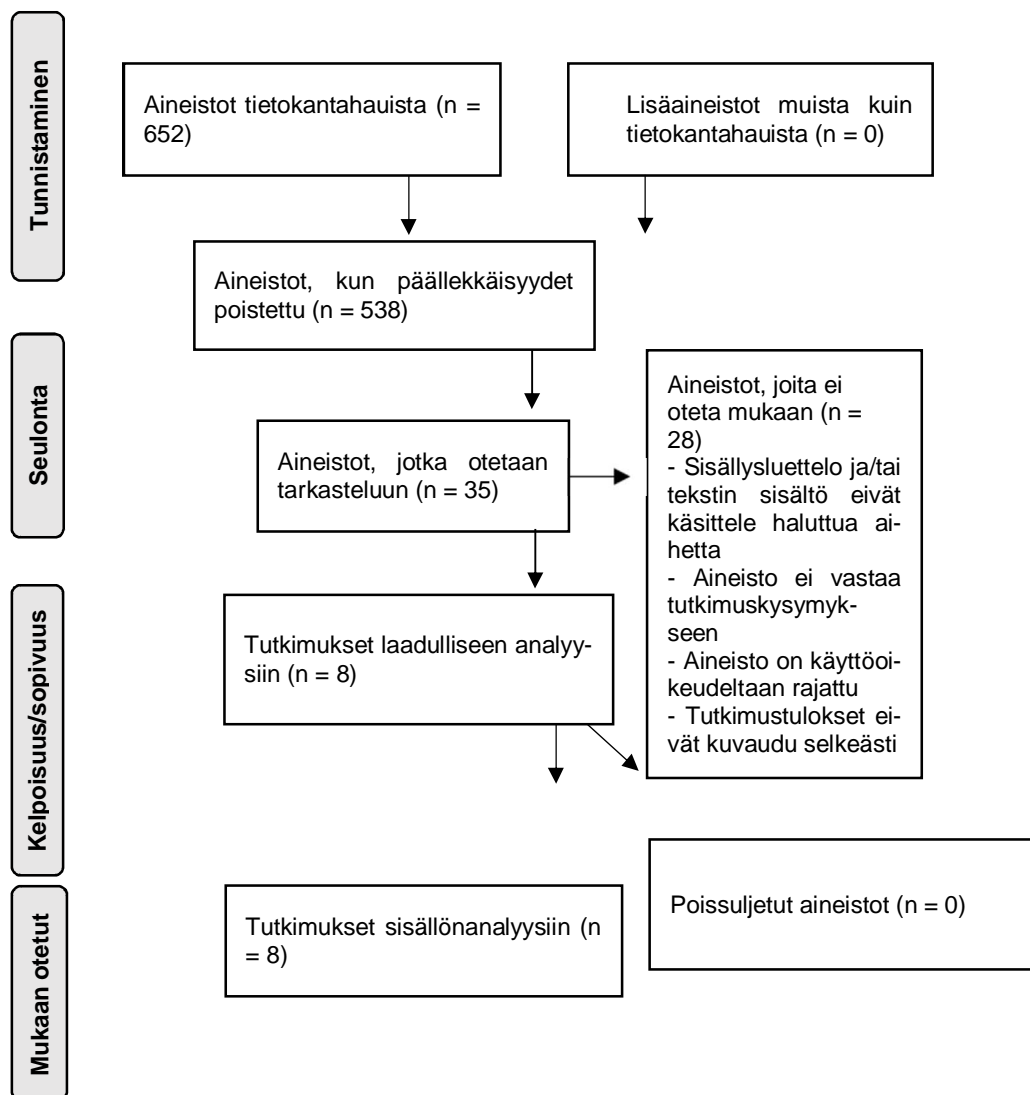 Tunnistaminen
Aineistot tietokantahauista (n =
652)
Lisäaineistot muista kuin
tietokantahauista (n = 0)
Aineistot, kun päällekkäisyydet
poistettu (n = 538)
Seulonta
Aineistot, jotka otetaan
tarkasteluun (n = 35)
Aineistot, joita ei
oteta mukaan (n =
28)
- Sisällysluettelo ja/tai
tekstin sisältö eivät
käsittele haluttua ai-
hetta
- Aineisto ei vastaa
tutkimuskysymyk-
seen
- Aineisto on käyttöoi-
keudeltaan rajattu
- Tutkimustulokset ei-
vät kuvaudu selkeästi
Kelpoisuus/sopivuus
Tutkimukset laadulliseen analyy-
siin (n = 8)
Poissuljetut aineistot (n = 0)
Mukaan otetut
Tutkimukset sisällönanalyysiin (n
= 8)